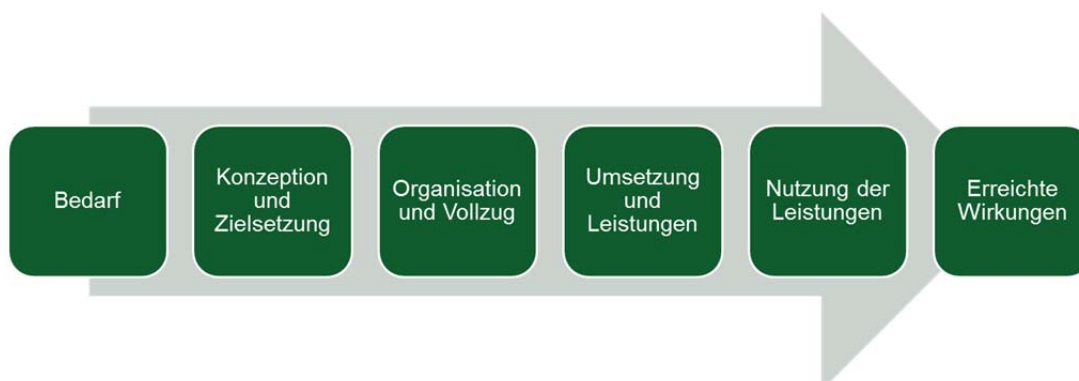 Bedarf
Konzeption
und
Zielsetzung
Organisation
und Vollzug
Umsetzung
und
Leistungen
Nutzung der
Leistungen
Erreichte
Wirkungen